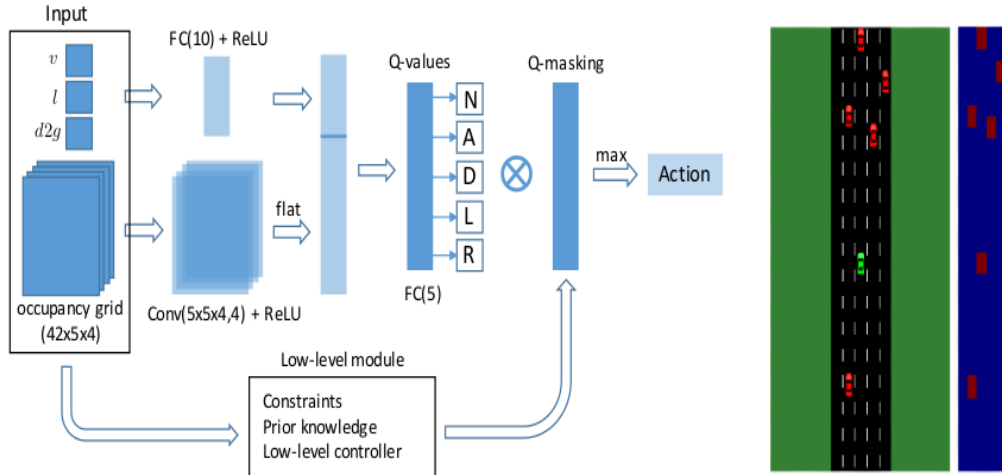 Input
v
l
d2g
occupancy grid
(42x5x4)
FC(10) + ReLU
Conv(5x5x4,4) + ReLU
flat
Q-values
N
A
D
L
R
FC(5)
Q-masking
max
Action
Low-level module
Constraints
Prior knowledge
Low-level controller